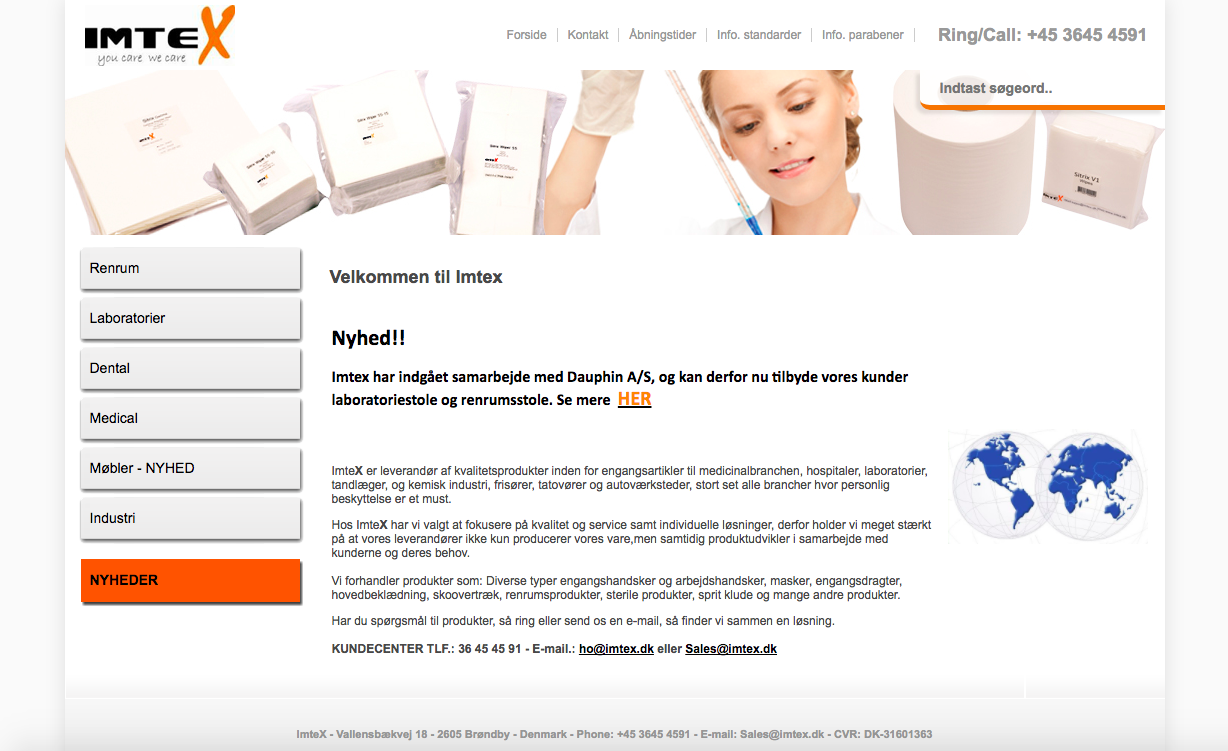 IMTEX
you care we care
Forside
Kontakt
Åbningstider
Info. standarder
Info. parabener
Ring/Call: +45 3645 4591
Indtast søgeord..
Sitrix V1
Renrum
Laboratorier
Dental
Medical
Møbler - NYHED
Industri
NYHEDER
Velkommen til Imtex
Nyhed!!
Imtex har indgået samarbejde med Dauphin A/S, og kan derfor nu tilbyde vores kunder
laboratoriestole og renrumsstole. Se mere HER
ImteX er leverandør af kvalitetsprodukter inden for engangsartikler til medicinalbranchen, hospitaler, laboratorier,
tandlæger, og kemisk industri, frisører, tatovører og autoværksteder, stort set alle brancher hvor personlig
beskyttelse er et must.
Hos ImteX har vi valgt at fokusere på kvalitet og service samt individuelle løsninger, derfor holder vi meget stærkt
på at vores leverandører ikke kun producerer vores vare,men samtidig produktudvikler i samarbejde med
kunderne og deres behov.
Vi forhandler produkter som: Diverse typer engangshandsker og arbejdshandsker, masker, engangsdragter,
hovedbeklædning, skoovertræk, renrumsprodukter, sterile produkter, sprit klude og mange andre produkter.
Har du spørgsmål til produkter, så ring eller send os en e-mail, så finder vi sammen en løsning.
KUNDECENTER TLF.: 36 45 45 91 - E-mail.: ho@imtex.dk eller Sales@imtex.dk
ImteX - Vallensbækvej 18 - 2605 Brøndby - Denmark - Phone: +45 3645 4591 - E-mail: Sales@imtex.dk - CVR: DK-31601363